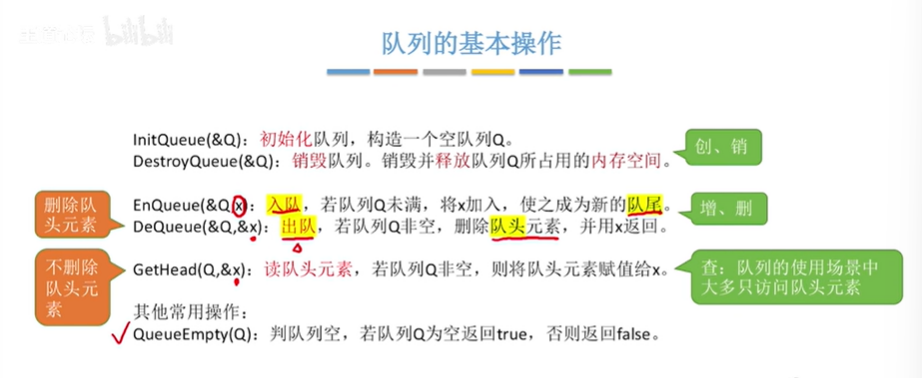 bilibili
队列的基本操作
InitQueue(&Q)：初始化队列，构造一个空队列Q。
DestroyQueue(&Q)：销毁队列。销毁并释放队列Q所占用的内存空间。
创、销
删除队
头元素
EnQueue(&Q,x)：入队，若队列Q未满，将x加入，使之成为新的队尾。
DeQueue(&Q,&x)：出队，若队列Q非空，删除队头元素，并用x返回。
增、删
不删除
队头元
素
GetHead(Q,&x)：读队头元素，若队列Q非空，则将队头元素赋值给x。
查：队列的使用场景中
大多只访问队头元素
其他常用操作：
QueueEmpty(Q)：判队列空，若队列Q为空返回true，否则返回false。